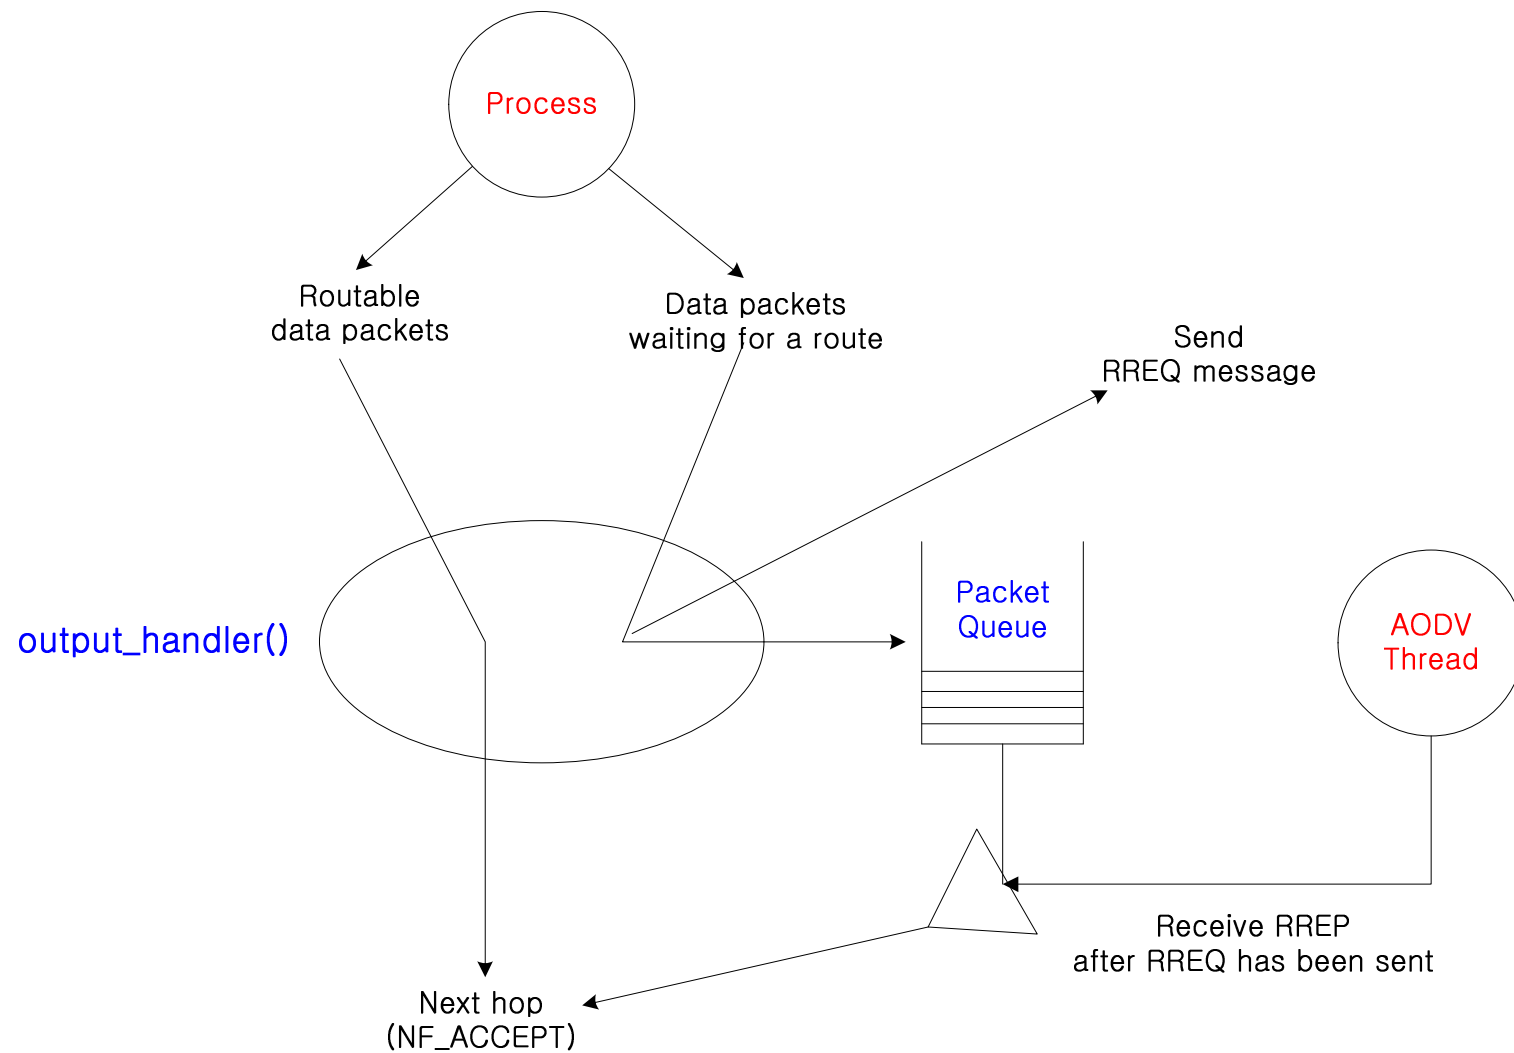 Process
Routable
data packets
Data packets
waiting for a route
Send
RREQ message
output_handler()
Packet
Queue
AODV
Thread
Receive RREP
after RREQ has been sent
Next hop
(NF_ACCEPT)